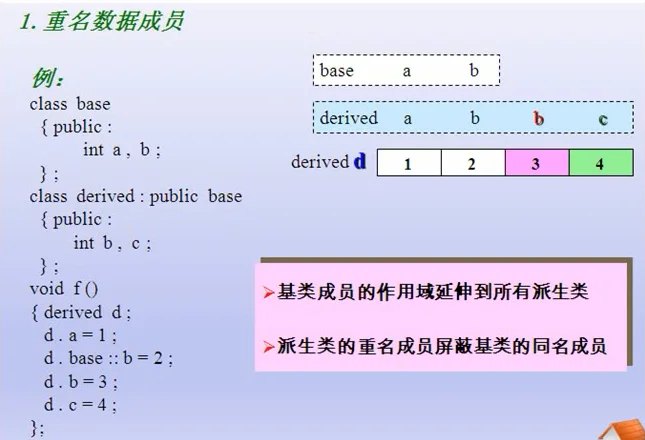 1. 重名数据成员
例：
class base
{ public :
int a , b ;
} ;
class derived : public base
{ public :
int b , c ;
} ;
void f ()
{ derived d ;
d . a = 1 ;
d . base :: b = 2 ;
d . b = 3 ;
d . c = 4 ;
};
base a b
derived a b b c
derived d 1 2 3 4
➢基类成员的作用域延伸到所有派生类
➢派生类的重名成员屏蔽基类的同名成员